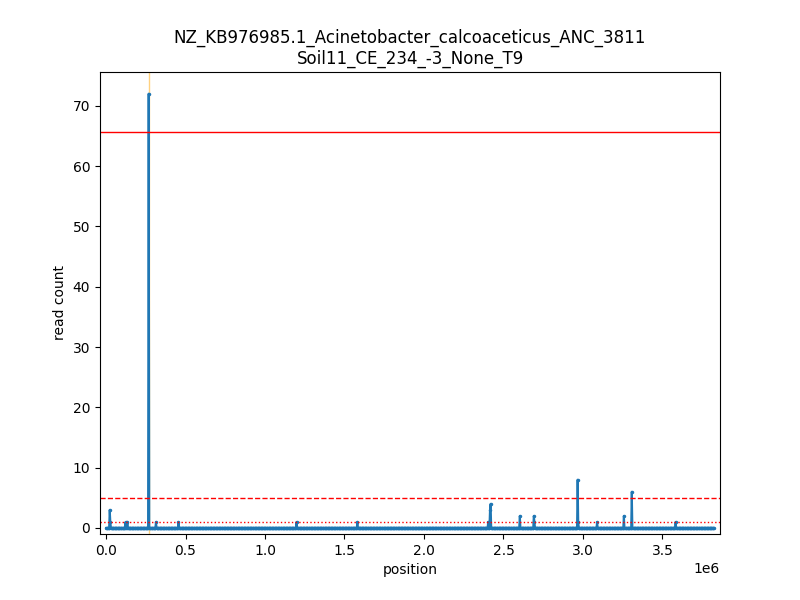 NZ_KB976985.1_Acinetobacter_calcoaceticus_ANC_3811
Soil11_CE_234_-3_None_T9
70
60
50
40
30
20
10
0
read count
0.0 0.5 1.0 1.5 2.0 2.5 3.0 3.5
position
1e6